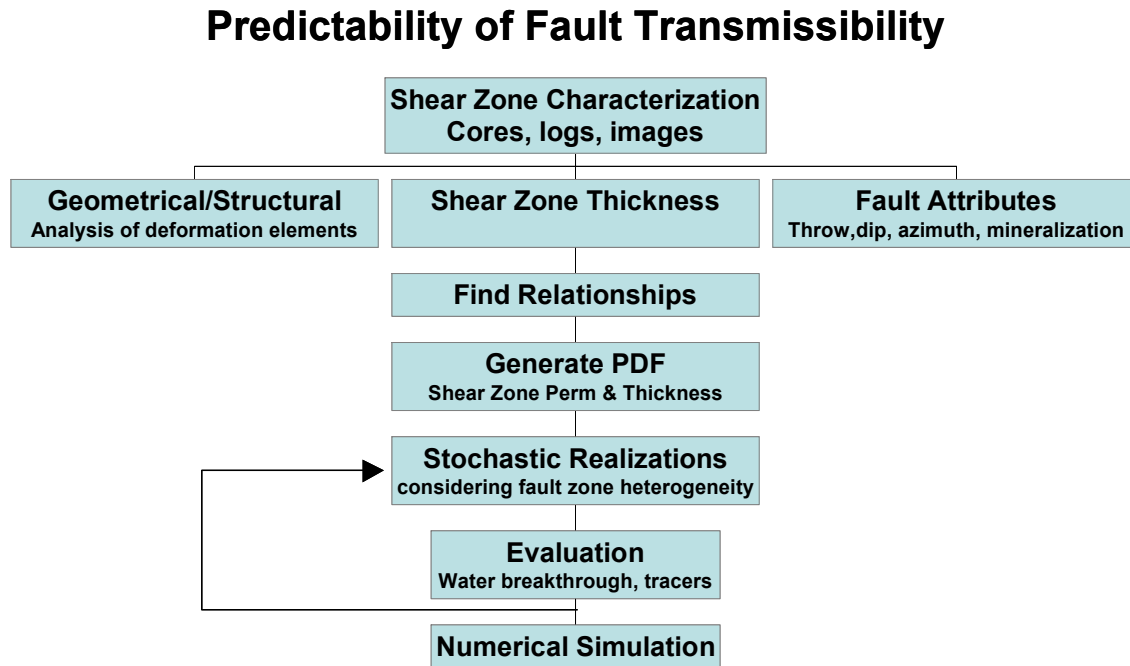 Predictability of Fault Transmissibility
Shear Zone Characterization
Cores, logs, images
Geometrical/Structural
Analysis of deformation elements
Shear Zone Thickness
Fault Attributes
Throw,dip, azimuth, mineralization
Find Relationships
Generate PDF
Shear Zone Perm & Thickness
Stochastic Realizations
considering fault zone heterogeneity
Evaluation
Water breakthrough, tracers
Numerical Simulation